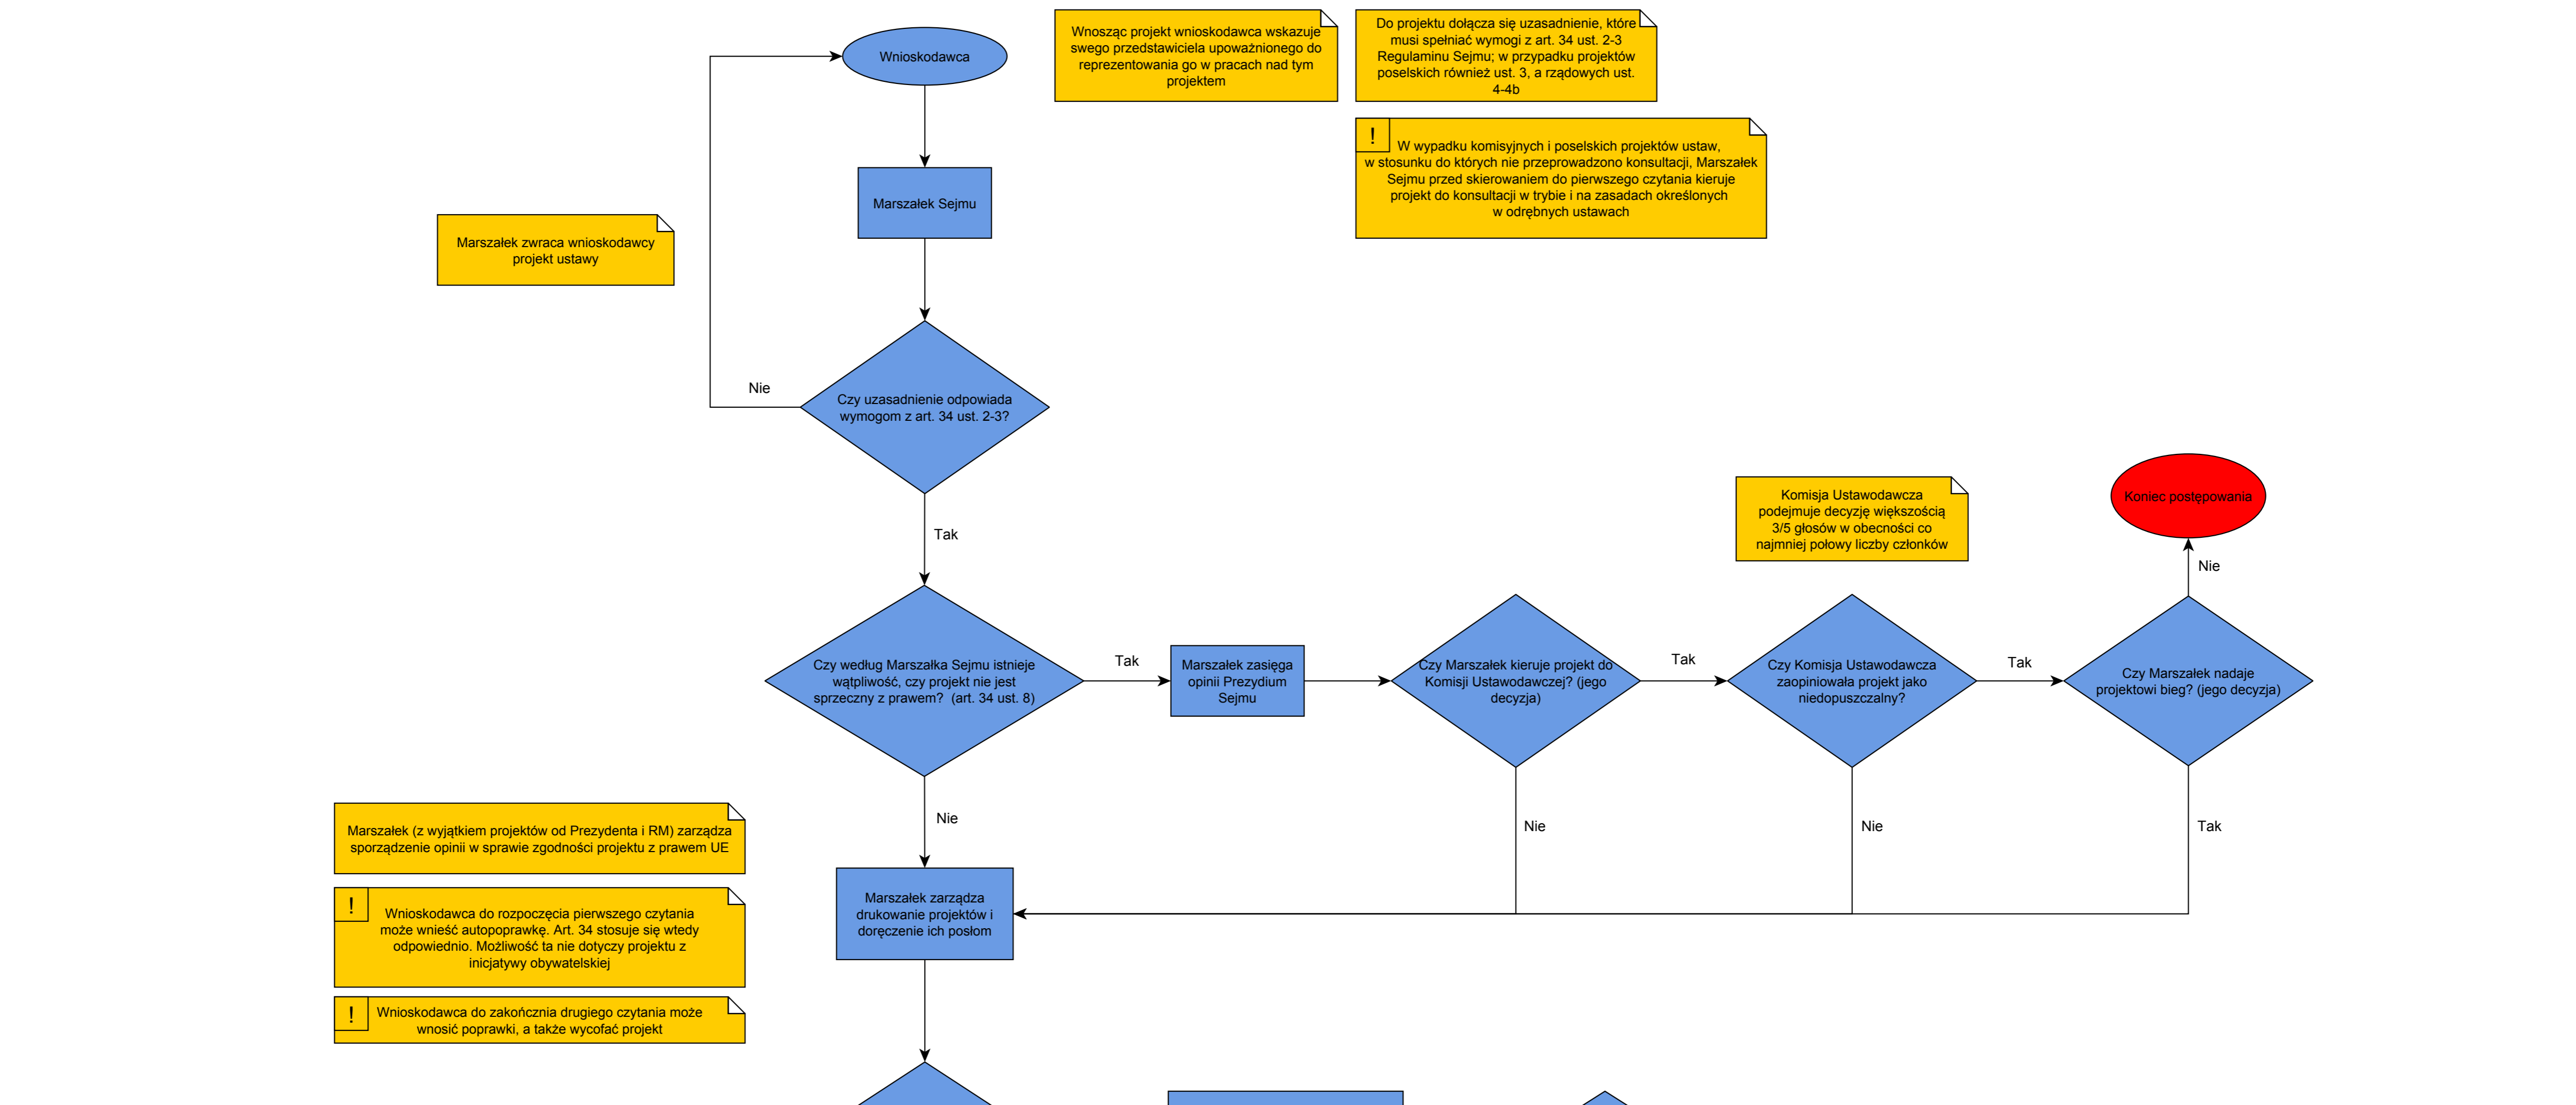 Wnioskodawca
Wnosząc projekt wnioskodawca wskazuje
swego przedstawiciela upoważnionego do
reprezentowania go w pracach nad tym
projektem
Do projektu dołącza się uzasadnienie, które
musi spełniać wymogi z art. 34 ust. 2-3
Regulaminu Sejmu; w przypadku projektów
poselskich również ust. 3, a rządowych ust.
4-4b
!
W wypadku komisyjnych i poselskich projektów ustaw,
w stosunku do których nie przeprowadzono konsultacji, Marszałek
Sejmu przed skierowaniem do pierwszego czytania kieruje
projekt do konsultacji w trybie i na zasadach określonych
w odrębnych ustawach
Marszałek Sejmu
Marszałek zwraca wnioskodawcy
projekt ustawy
Nie
Czy uzasadnienie odpowiada
wymogom z art. 34 ust. 2-3?
Tak
Komisja Ustawodawcza
podejmuje decyzję większością
3/5 głosów w obecności co
najmniej połowy liczby członków
Koniec postępowania
Nie
Czy według Marszałka Sejmu istnieje
wątpliwość, czy projekt nie jest
sprzeczny z prawem? (art. 34 ust. 8)
Tak
Marszałek zasięga
opinii Prezydium
Sejmu
Czy Marszałek kieruje projekt do
Komisji Ustawodawczej? (jego
decyzja)
Tak
Czy Komisja Ustawodawcza
zaopiniowała projekt jako
niedopuszczalny?
Tak
Czy Marszałek nadaje
projektowi bieg? (jego decyzja)
Nie
Nie
Nie
Tak
Marszałek (z wyjątkiem projektów od Prezydenta i RM) zarządza
sporządzenie opinii w sprawie zgodności projektu z prawem UE
Marszałek zarządza
drukowanie projektów i
doręczenie ich posłom
!
Wnioskodawca do rozpoczęcia pierwszego czytania
może wnieść autopoprawkę. Art. 34 stosuje się wtedy
odpowiednio. Możliwość ta nie dotyczy projektu z
inicjatywy obywatelskiej
!
Wnioskodawca do zakończnia drugiego czytania może
wnosić poprawki, a także wycofać projekt